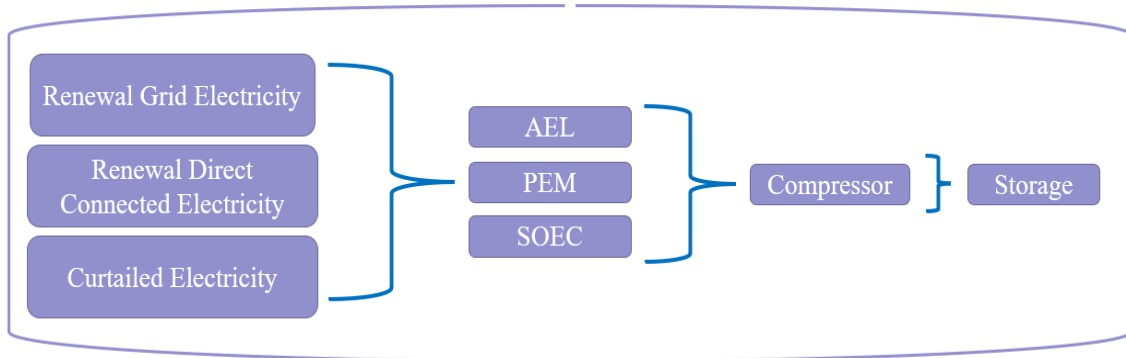 Renewal Grid Electricity
Renewal Direct
Connected Electricity
Curtailed Electricity
AEL
PEM
SOEC
Compressor
Storage